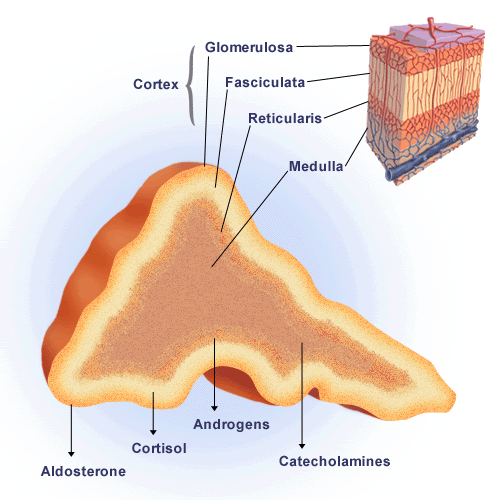 Glomerulosa
Cortex
Fasciculata
Reticularis
Medulla
Androgens
Cortisol
Catecholamines
Aldosterone